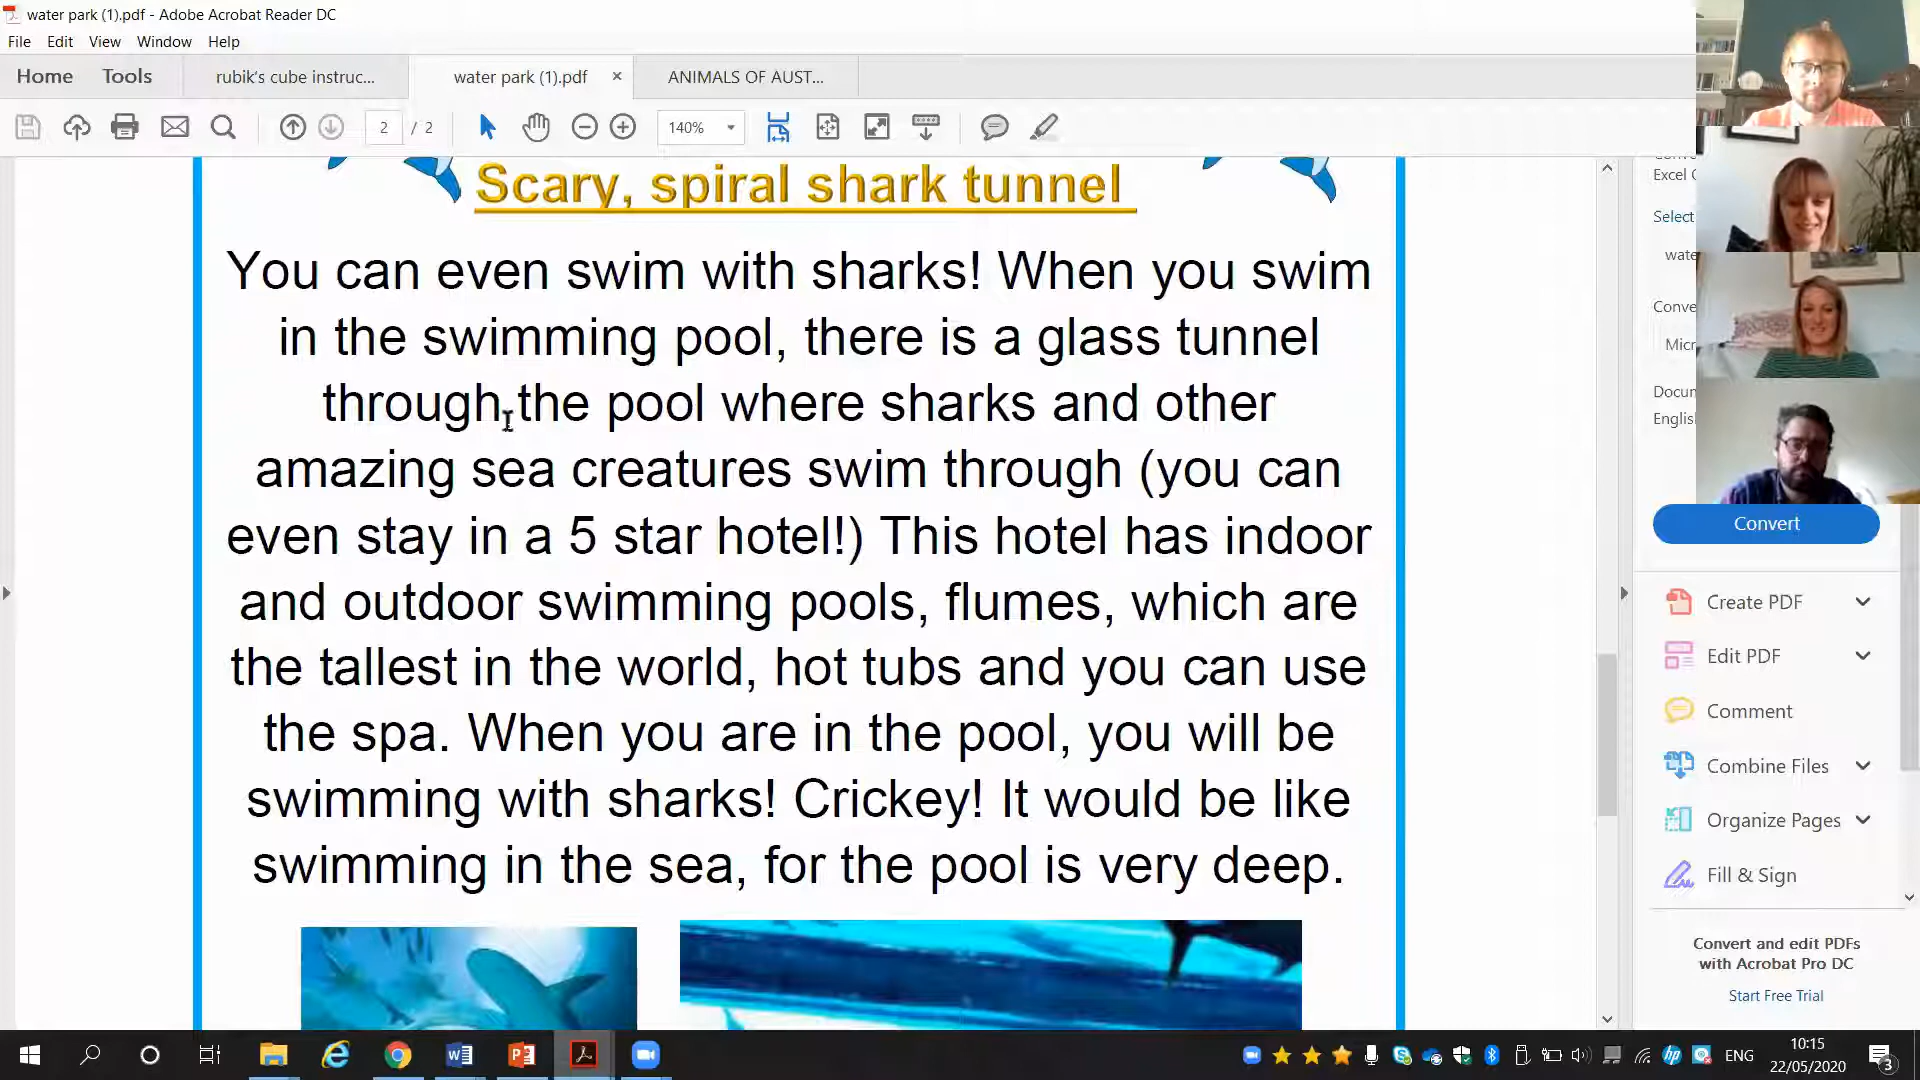 water park (1).pdf - Adobe Acrobat Reader DC
File Edit View Window Help
Home Tools rubik's cube instruc... water park (1).pdf × ANIMALS OF AUST...
2 / 2 140%
Scary, spiral shark tunnel
You can even swim with sharks! When you swim
in the swimming pool, there is a glass tunnel
through the pool where sharks and other
amazing sea creatures swim through (you can
even stay in a 5 star hotel!) This hotel has indoor
and outdoor swimming pools, flumes, which are
the tallest in the world, hot tubs and you can use
the spa. When you are in the pool, you will be
swimming with sharks! Crickey! It would be like
swimming in the sea, for the pool is very deep.
Excel
Select
wate
Conve
Micr
Docun
English
Convert
Create PDF
Edit PDF
Comment
Combine Files
Organize Pages
Fill & Sign
Convert and edit PDFs
with Acrobat Pro DC
Start Free Trial
ENG
10:15
22/05/2020
3